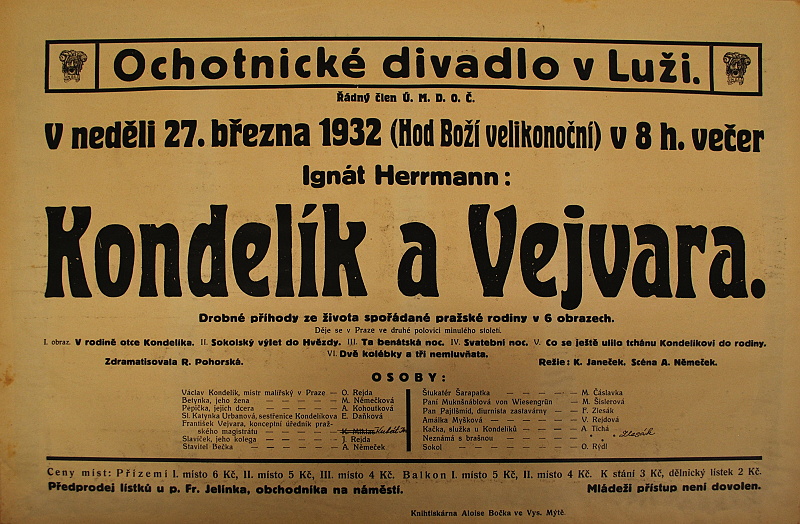 Ochotnické divadlo v Luži.
Řádný člen Ú. M. D. O. Č.
V neděli 27. března 1932 (Hod Boží velikonoční) v 8 h. večer
Ignát Herrmann:
Kondelík a Vejvara.
Drobné příhody ze života spořádané pražské rodiny v 6 obrazech.
Děje se v Praze ve druhé polovici minulého století.
I. obraz. V rodině otce Kondelíka. II. Sokolský výlet do Hvězdy. III. Ta benátská noc. IV. Svatební noc. V. Co se ještě ulilo tchánu Kondelíkovi do rodiny.
VI. Dvě kolébky a tři nemluvňata.
Zdramatisovala R. Pohorská. Režie: K. Janeček. Scéna A. Němeček.
OSOBY:
Václav Kondelík, mistr malířský v Praze — O. Rejda
Betynka, jeho žena — — — — — M. Němečková
Pepička, jejich dcera — — — — A. Kohoutková
Sl. Katynka Urbanová, sestřenice Kondelíkova E. Daňková
František Vejvara, konceptní úředník praž-
ského magistrátu — — — — —
Slavíček, jeho kolega — — — — J. Rejda
Stavitel Bečka — — — — — A. Němeček
Štukatér Šarapatka — — — — — M. Čáslavka
Paní Muknšnáblová von Wiesengrün — — M. Šislerová
Pan Pajlišmid, diurnista zastavárny — — F. Zlesák
Amálka Myšková — — — — — V. Rejdová
Kačka, služka u Kondelíků — — — A. Tichá
Neznámá s brašnou — — — — „ „ Zlesák
Sokol — — — — — — — O. Rýdl
Ceny míst: Přízemí I. místo 6 Kč, II. místo 5 Kč, III. místo 4 Kč. Balkon I. místo 5 Kč, II. místo 4 Kč. K stání 3 Kč, dělnický lístek 2 Kč.
Předprodej lístků u p. Fr. Jelínka, obchodníka na náměstí. Mládeži přístup není dovolen.
Knihtiskárna Aloise Bočka ve Vys. Mýtě.